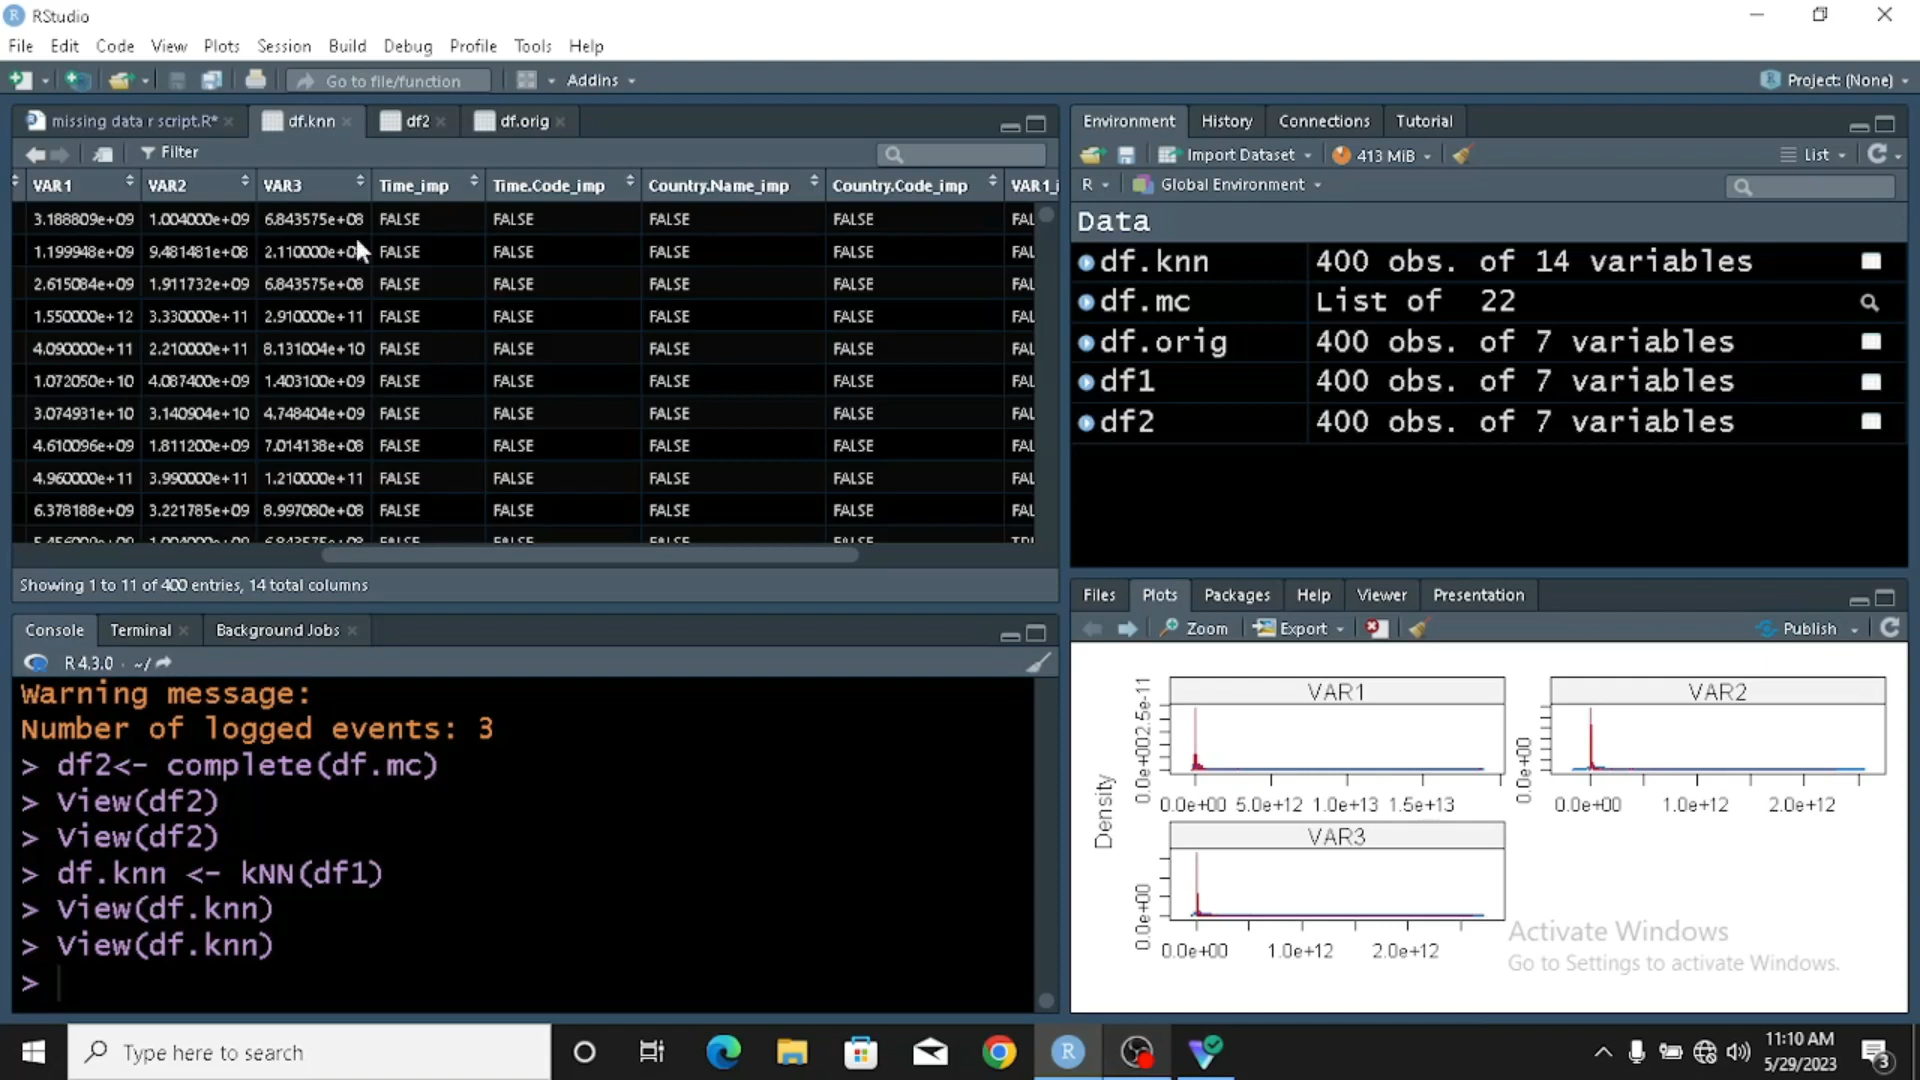 RStudio
File Edit Code View Plots Session Build Debug Profile Tools Help
Go to file/function Addins Project: (None)
missing data r script.R* df.knn df2 df.orig
Filter
VAR1 VAR2 VAR3 Time_imp Time.Code_imp Country.Name_imp Country.Code_imp
3.188809e+09 1.004000e+09 6.843575e+08 FALSE FALSE FALSE FALSE
1.199948e+09 9.481481e+08 FALSE FALSE FALSE FALSE
2.615084e+09 1.911732e+09 6.843575e+08 FALSE FALSE FALSE FALSE
1.550000e+12 3.330000e+11 2.910000e+11 FALSE FALSE FALSE FALSE
4.090000e+11 2.210000e+11 8.131004e+10 FALSE FALSE FALSE FALSE
1.072050e+10 4.087400e+09 1.403100e+09 FALSE FALSE FALSE FALSE
3.074931e+10 3.140904e+10 4.748404e+09 FALSE FALSE FALSE FALSE
4.610096e+09 1.811200e+09 7.014138e+08 FALSE FALSE FALSE FALSE
4.960000e+11 3.990000e+11 1.210000e+11 FALSE FALSE FALSE FALSE
6.378188e+09 3.221785e+09 8.997080e+08 FALSE FALSE FALSE FALSE
Showing 1 to 11 of 400 entries, 14 total columns
Console Terminal Background Jobs
R 4.3.0 · ~/
Warning message:
Number of logged events: 3
> df2<- complete(df.mc)
> View(df2)
> View(df2)
> df.knn <- kNN(df1)
> View(df.knn)
> View(df.knn)
>
Environment History Connections Tutorial
Import Dataset 413 MiB List
R Global Environment
Data
df.knn 400 obs. of 14 variables
df.mc List of 22
df.orig 400 obs. of 7 variables
df1 400 obs. of 7 variables
df2 400 obs. of 7 variables
Files Plots Packages Help Viewer Presentation
Zoom Export Publish
VAR1 VAR2
0.0e+002.5e-11 0.0e+00
0.0e+00 5.0e+12 1.0e+13 1.5e+13 0.0e+00 1.0e+12 2.0e+12
Density
VAR3
0.0e+00
0.0e+00 1.0e+12 2.0e+12
Activate Windows
Go to Settings to activate Windows.
Type here to search
11:10 AM
5/29/2023
3